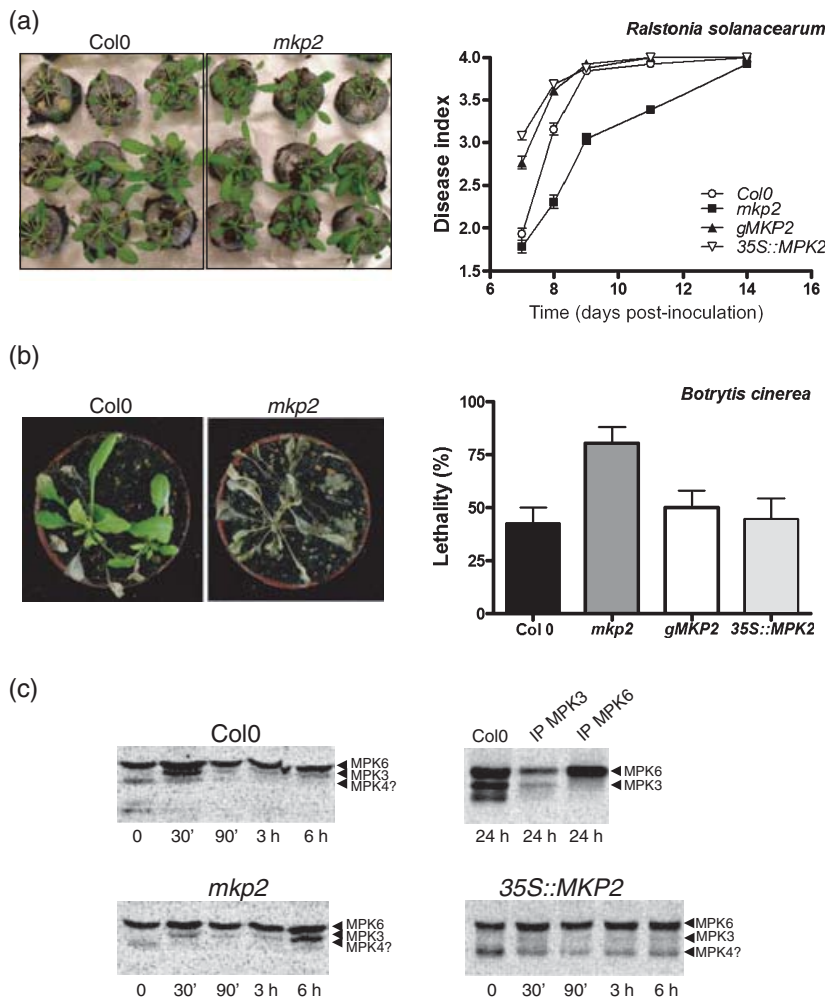 (a)
Col0 mkp2
Ralstonia solanacearum
4.0
3.5
3.0
2.5
2.0
1.5
Disease index
Col0
mkp2
gMKP2
35S::MPK2
6 8 10 12 14 16
Time (days post-inoculation)
(b)
Col0 mkp2
Botrytis cinerea
100
75
50
25
0
Lethality (%)
Col 0 mkp2 gMKP2 35S::MPK2
(c)
Col0
MPK6
MPK3
MPK4?
0 30’ 90’ 3 h 6 h
Col0 IP MPK3 IP MPK6
MPK6
MPK3
24 h 24 h 24 h
mkp2
MPK6
MPK3
MPK4?
0 30’ 90’ 3 h 6 h
35S::MKP2
MPK6
MPK3
MPK4?
0 30’ 90’ 3 h 6 h